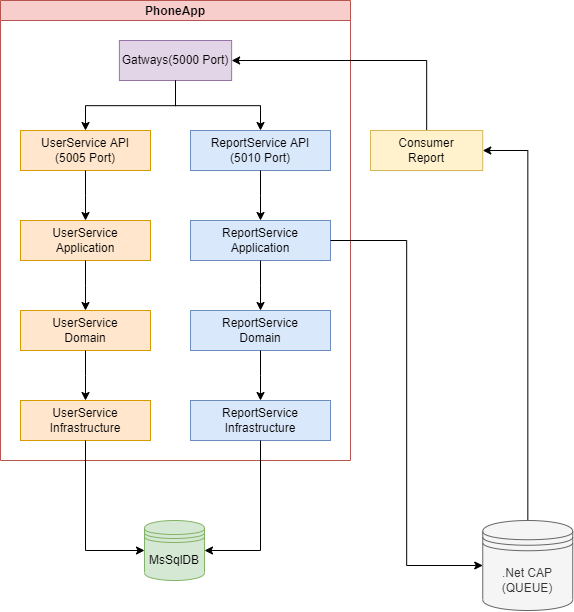 PhoneApp
Gatways(5000 Port)
UserService API
(5005 Port)
ReportService API
(5010 Port)
Consumer
Report
UserService
Application
ReportService
Application
UserService
Domain
ReportService
Domain
UserService
Infrastructure
ReportService
Infrastructure
MsSqlDB
.Net CAP
(QUEUE)